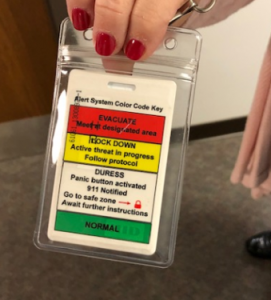 Alert System Color Code Key
EVACUATE
Move to designated area
LOCK DOWN
Active threat in progress
Follow protocol
DURESS
Panic button activated
911 Notified
Go to safe zone →
Await further instructions
NORMAL